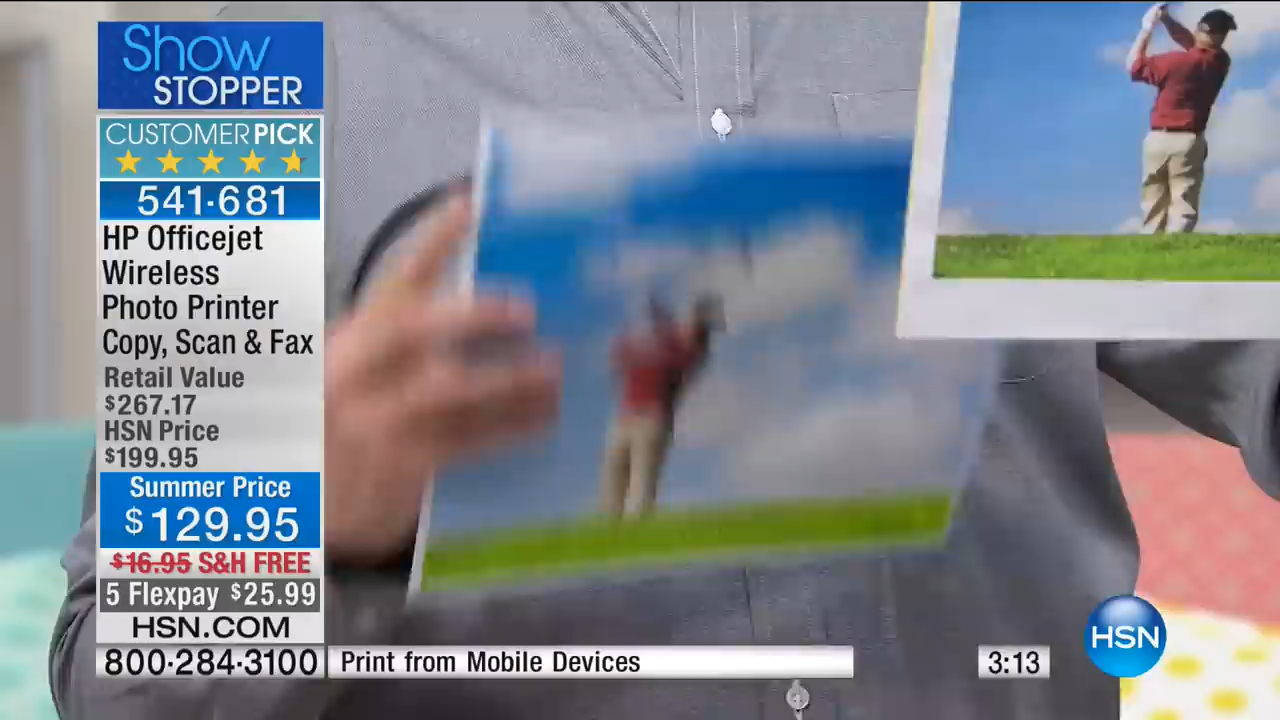 Show
STOPPER
CUSTOMER PICK
541·681
HP Officejet
Wireless
Photo Printer
Copy, Scan & Fax
Retail Value
$267.17
HSN Price
$199.95
Summer Price
$129.95
$16.95 S&H FREE
5 Flexpay $25.99
HSN.COM
800·284·3100
Print from Mobile Devices
3:13
HSN